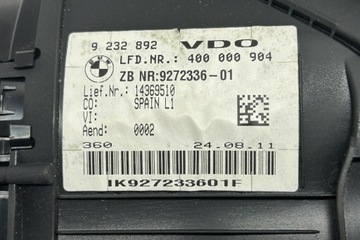 9 232 892 VDO
LFD.NR.: 400 000 904
ZB NR:9272336-01
Lief.Nr.: 14369510
CO: SPAIN L1
VI:
Aend: 0002
360 24.08.11
IK927233601F